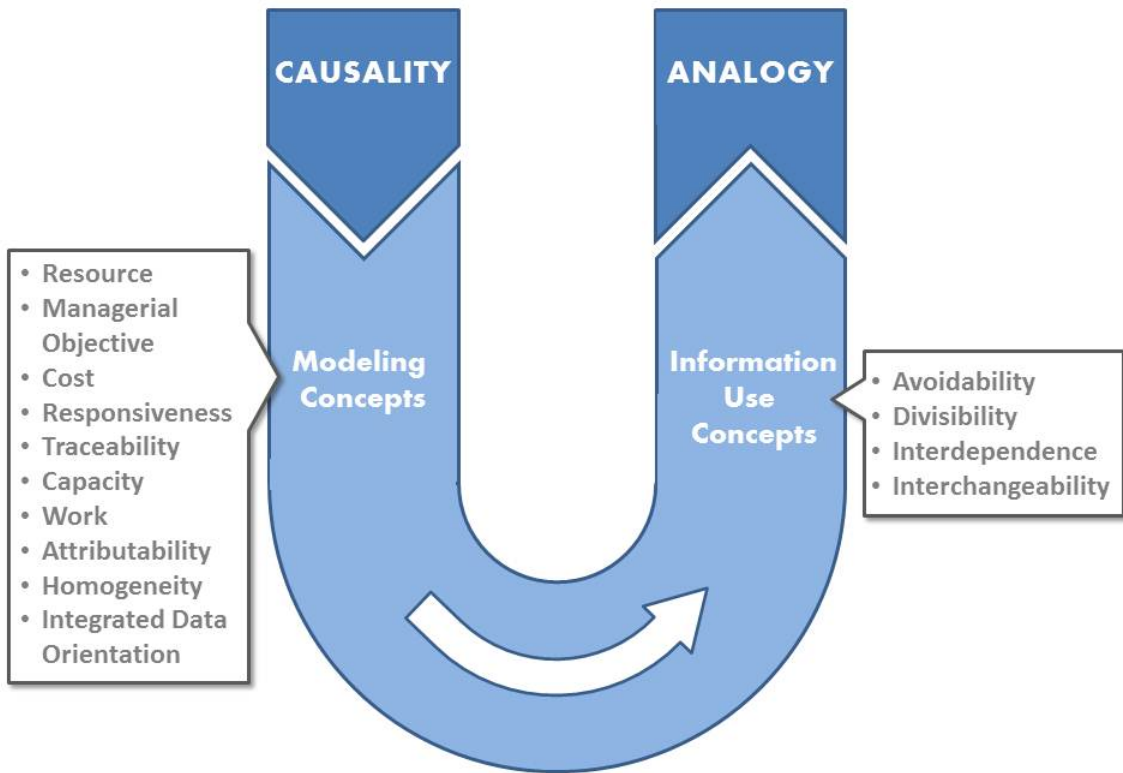 CAUSALITY
ANALOGY
• Resource
• Managerial
Objective
• Cost
• Responsiveness
• Traceability
• Capacity
• Work
• Attributability
• Homogeneity
• Integrated Data
Orientation
Modeling
Concepts
Information
Use
Concepts
• Avoidability
• Divisibility
• Interdependence
• Interchangeability